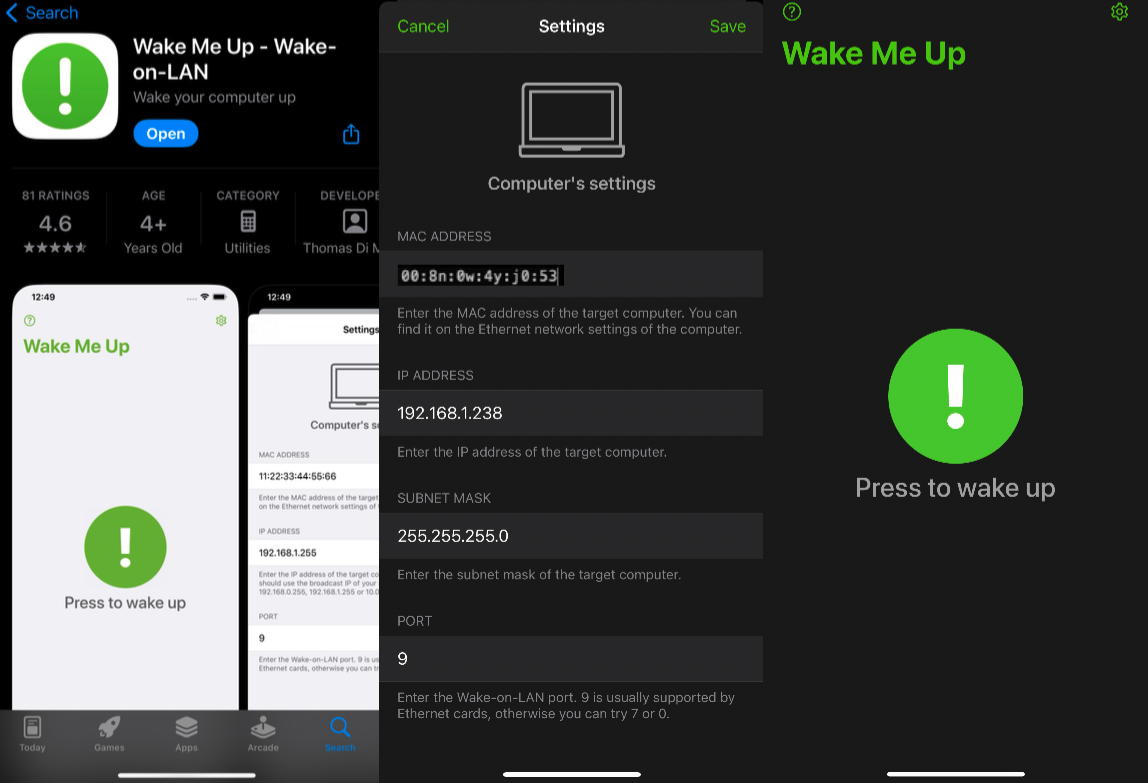 Search
Wake Me Up - Wake-
on-LAN
Wake your computer up
Open
81 RATINGS
4.6
AGE
4+
Years Old
CATEGORY
Utilities
DEVELOPE
Thomas Di M
12:49
Wake Me Up
Press to wake up
12:49
Settings
Computer's se
MAC ADDRESS
11:22:33:44:55:66
Enter the MAC address of the target
on the Ethernet network settings of
IP ADDRESS
192.168.1.255
Enter the IP address of the target co
should use the broadcast IP of your
192.168.0.255, 192.168.1.255 or 10.0
PORT
9
Enter the Wake-on-LAN port. 9 is us
Ethernet cards, otherwise you can tr
Today
Games
Apps
Arcade
Search
Cancel
Settings
Save
Computer's settings
MAC ADDRESS
00:8n:0w:4y:j0:53
Enter the MAC address of the target computer. You can
find it on the Ethernet network settings of the computer.
IP ADDRESS
192.168.1.238
Enter the IP address of the target computer.
SUBNET MASK
255.255.255.0
Enter the subnet mask of the target computer.
PORT
9
Enter the Wake-on-LAN port. 9 is usually supported by
Ethernet cards, otherwise you can try 7 or 0.
?
Wake Me Up
!
Press to wake up